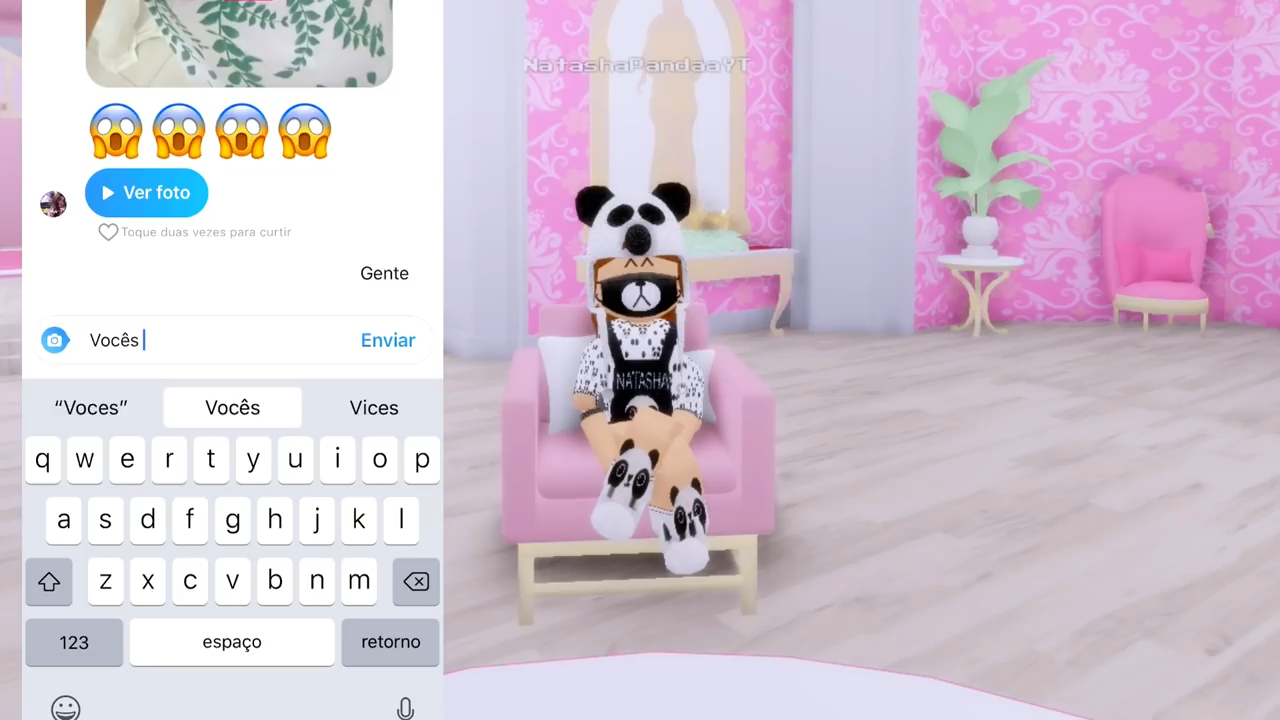 Ver foto
Toque duas vezes para curtir
Gente
Vocês
Enviar
“Voces” Vocês Vices
q w e r t y u i o p
a s d f g h j k l
z x c v b n m
123 espaço retorno
NatashaPandaaYT
NATASHA